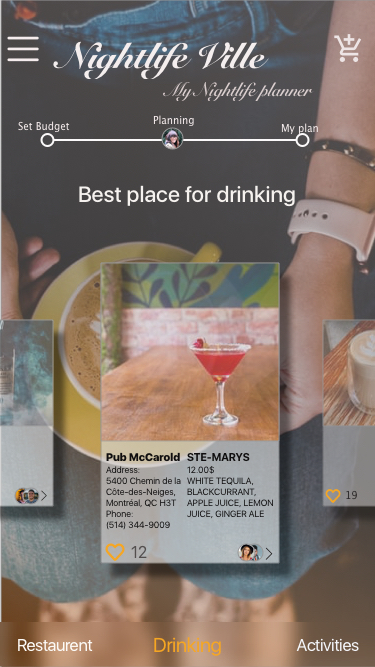 Nightlife Ville
My Nightlife planner
Set Budget
Planning
My plan
Best place for drinking
Pub McCarold
Address:
5400 Chemin de la
Côte-des-Neiges,
Montréal, QC H3T
Phone:
(514) 344-9009
12
STE-MARYS
12.00$
WHITE TEQUILA,
BLACKCURRANT,
APPLE JUICE, LEMON
JUICE, GINGER ALE
19
Restaurent
Drinking
Activities